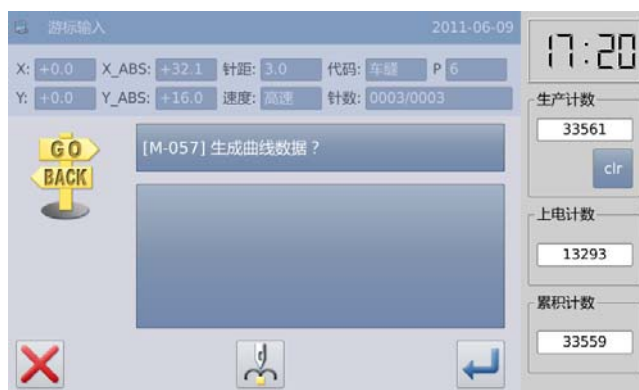 游标输入 2011-06-09
X: +0.0 X_ABS: +32.1 针距: 3.0 代码: 车缝 P 6
Y: +0.0 Y_ABS: +16.0 速度: 高速 针数: 0003/0003
GO
BACK
[M-057] 生成曲线数据？
17:20
生产计数
33561
clr
上电计数
13293
累积计数
33559